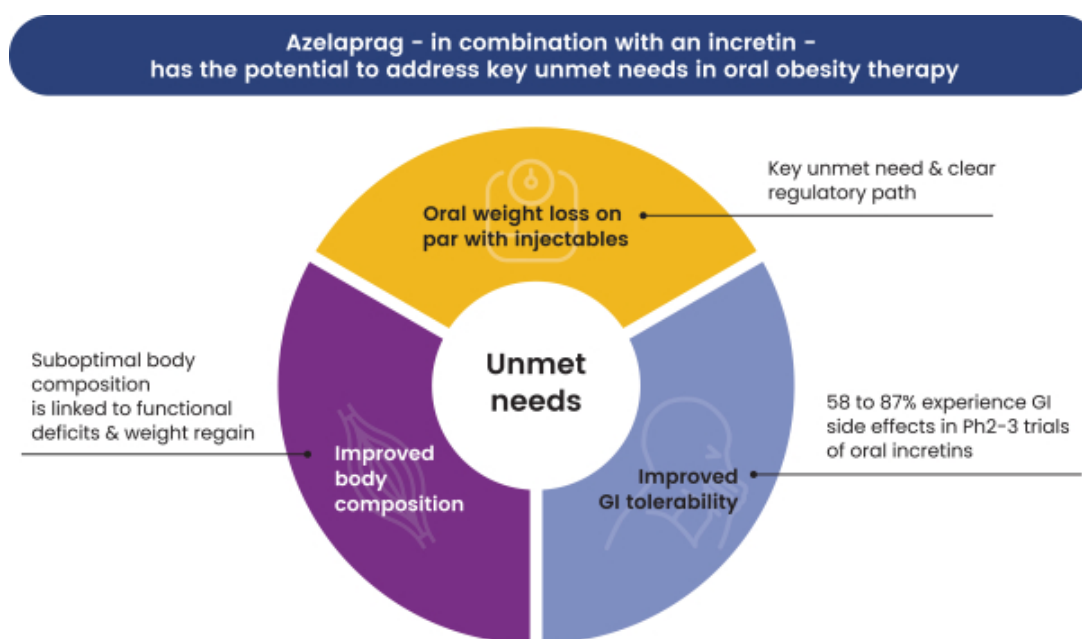 Azelaprag - in combination with an incretin -
has the potential to address key unmet needs in oral obesity therapy
Key unmet need & clear
regulatory path
Oral weight loss on
par with injectables
Unmet
needs
Suboptimal body
composition
is linked to functional
deficits & weight regain
Improved
body
composition
58 to 87% experience GI
side effects in Ph2-3 trials
of oral incretins
Improved
GI tolerability